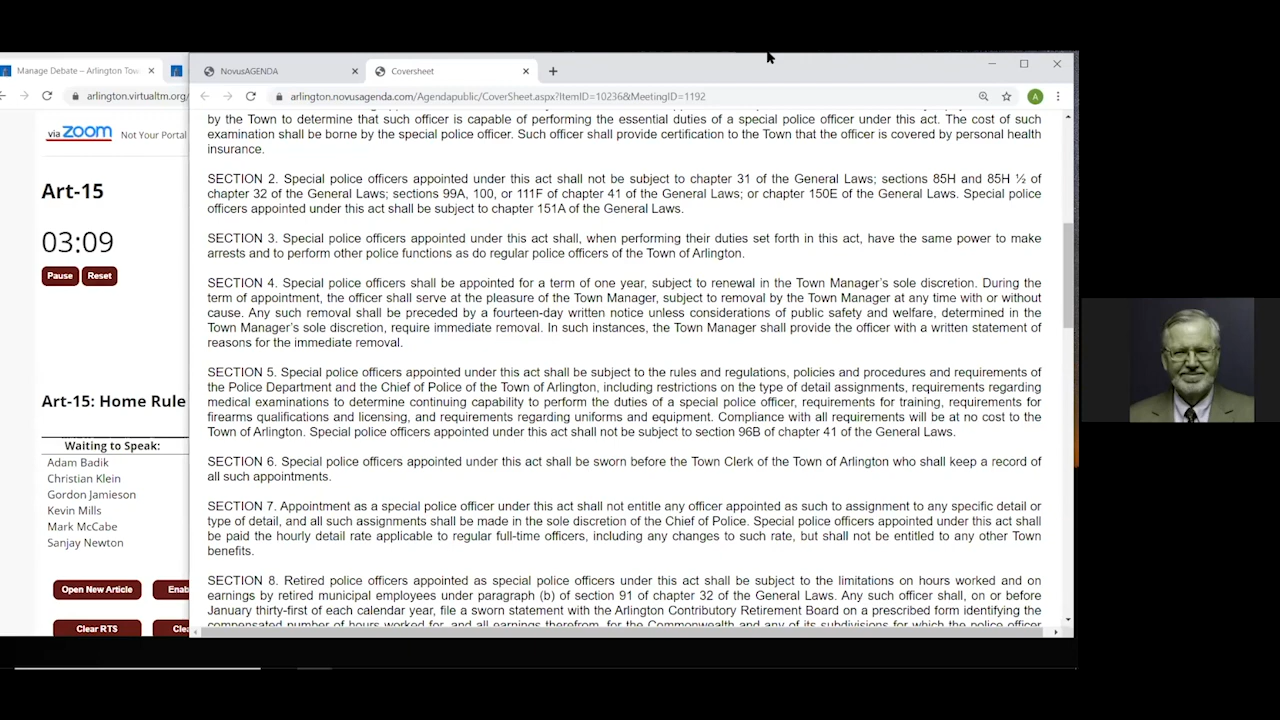 Manage Debate – Arlington Tow
NovusAGENDA
Coversheet
arlington.virtualtm.org/
arlington.novusagenda.com/Agendapublic/CoverSheet.aspx?ItemID=10236&MeetingID=1192
A
via zoom Not Your Portal
Art-15
03:09
Pause Reset
Art-15: Home Rule
Waiting to Speak:
Adam Badik
Christian Klein
Gordon Jamieson
Kevin Mills
Mark McCabe
Sanjay Newton
Open New Article Enab
Clear RTS Clea
by the Town to determine that such officer is capable of performing the essential duties of a special police officer under this act. The cost of such
examination shall be borne by the special police officer. Such officer shall provide certification to the Town that the officer is covered by personal health
insurance.
SECTION 2. Special police officers appointed under this act shall not be subject to chapter 31 of the General Laws; sections 85H and 85H ½ of
chapter 32 of the General Laws; sections 99A, 100, or 111F of chapter 41 of the General Laws; or chapter 150E of the General Laws. Special police
officers appointed under this act shall be subject to chapter 151A of the General Laws.
SECTION 3. Special police officers appointed under this act shall, when performing their duties set forth in this act, have the same power to make
arrests and to perform other police functions as do regular police officers of the Town of Arlington.
SECTION 4. Special police officers shall be appointed for a term of one year, subject to renewal in the Town Manager's sole discretion. During the
term of appointment, the officer shall serve at the pleasure of the Town Manager, subject to removal by the Town Manager at any time with or without
cause. Any such removal shall be preceded by a fourteen-day written notice unless considerations of public safety and welfare, determined in the
Town Manager's sole discretion, require immediate removal. In such instances, the Town Manager shall provide the officer with a written statement of
reasons for the immediate removal.
SECTION 5. Special police officers appointed under this act shall be subject to the rules and regulations, policies and procedures and requirements of
the Police Department and the Chief of Police of the Town of Arlington, including restrictions on the type of detail assignments, requirements regarding
medical examinations to determine continuing capability to perform the duties of a special police officer, requirements for training, requirements for
firearms qualifications and licensing, and requirements regarding uniforms and equipment. Compliance with all requirements will be at no cost to the
Town of Arlington. Special police officers appointed under this act shall not be subject to section 96B of chapter 41 of the General Laws.
SECTION 6. Special police officers appointed under this act shall be sworn before the Town Clerk of the Town of Arlington who shall keep a record of
all such appointments.
SECTION 7. Appointment as a special police officer under this act shall not entitle any officer appointed as such to assignment to any specific detail or
type of detail, and all such assignments shall be made in the sole discretion of the Chief of Police. Special police officers appointed under this act shall
be paid the hourly detail rate applicable to regular full-time officers, including any changes to such rate, but shall not be entitled to any other Town
benefits.
SECTION 8. Retired police officers appointed as special police officers under this act shall be subject to the limitations on hours worked and on
earnings by retired municipal employees under paragraph (b) of section 91 of chapter 32 of the General Laws. Any such officer shall, on or before
January thirty-first of each calendar year, file a sworn statement with the Arlington Contributory Retirement Board on a prescribed form identifying the
compensated number of hours worked for, and all earnings therefrom, for the Commonwealth and any of its subdivisions for which the police officer